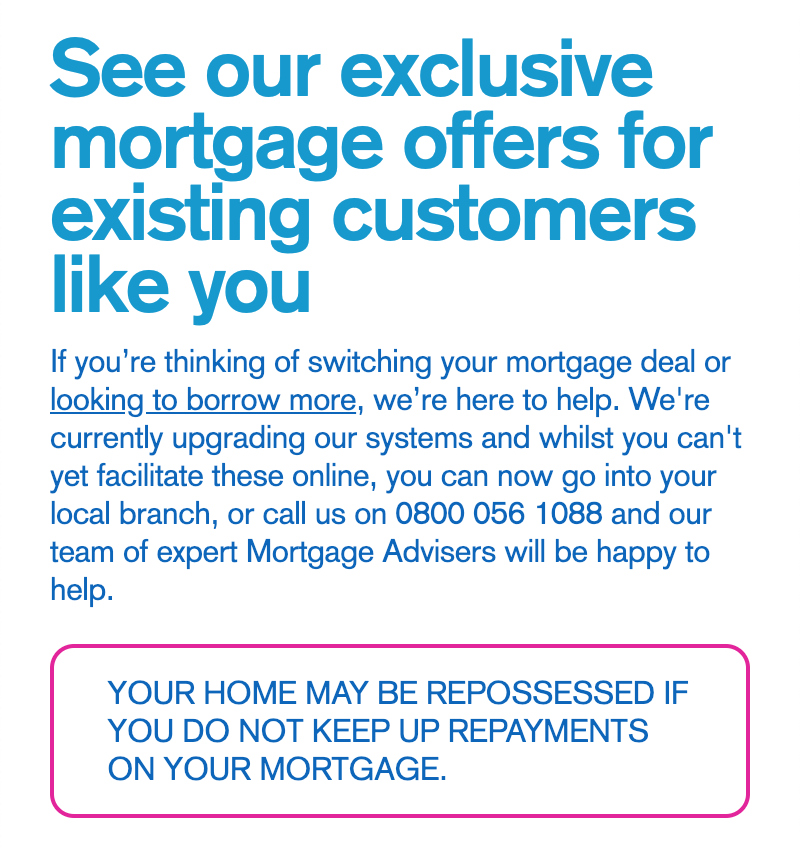 See our exclusive
mortgage offers for
existing customers
like you
If you’re thinking of switching your mortgage deal or
looking to borrow more, we’re here to help. We're
currently upgrading our systems and whilst you can't
yet facilitate these online, you can now go into your
local branch, or call us on 0800 056 1088 and our
team of expert Mortgage Advisers will be happy to
help.
YOUR HOME MAY BE REPOSSESSED IF
YOU DO NOT KEEP UP REPAYMENTS
ON YOUR MORTGAGE.